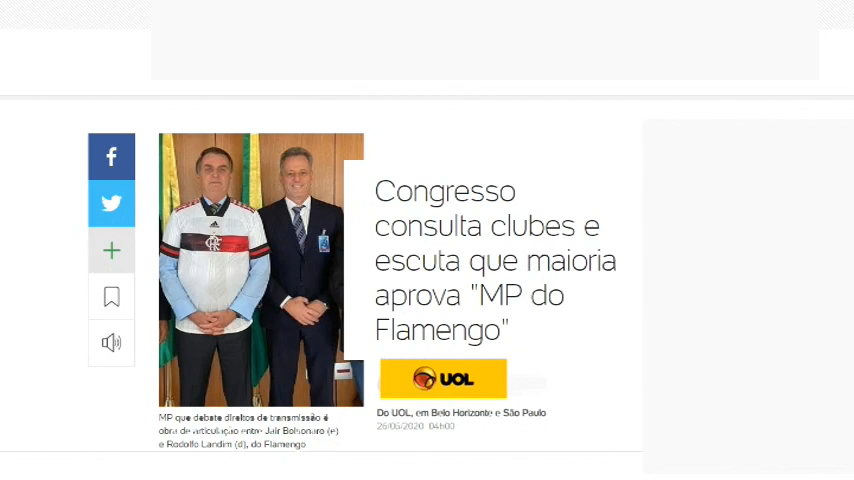 Congresso
consulta clubes e
escuta que maioria
aprova "MP do
Flamengo"
UOL
Do UOL, em Belo Horizonte e São Paulo
26/06/2020 04h00
MP que debate direitos de transmissão é
obra de articulação entre Jair Bolsonaro (e)
e Rodolfo Landim (d), do Flamengo